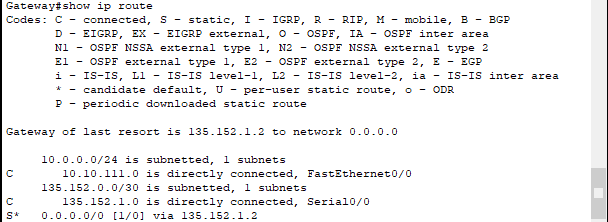 Gateway#show ip route
Codes: C - connected, S - static, I - IGRP, R - RIP, M - mobile, B - BGP
       D - EIGRP, EX - EIGRP external, O - OSPF, IA - OSPF inter area
       N1 - OSPF NSSA external type 1, N2 - OSPF NSSA external type 2
       E1 - OSPF external type 1, E2 - OSPF external type 2, E - EGP
       i - IS-IS, L1 - IS-IS level-1, L2 - IS-IS level-2, ia - IS-IS inter area
       * - candidate default, U - per-user static route, o - ODR
       P - periodic downloaded static route
Gateway of last resort is 135.152.1.2 to network 0.0.0.0
     10.0.0.0/24 is subnetted, 1 subnets
C       10.10.111.0 is directly connected, FastEthernet0/0
     135.152.0.0/30 is subnetted, 1 subnets
C       135.152.1.0 is directly connected, Serial0/0
S*   0.0.0.0/0 [1/0] via 135.152.1.2